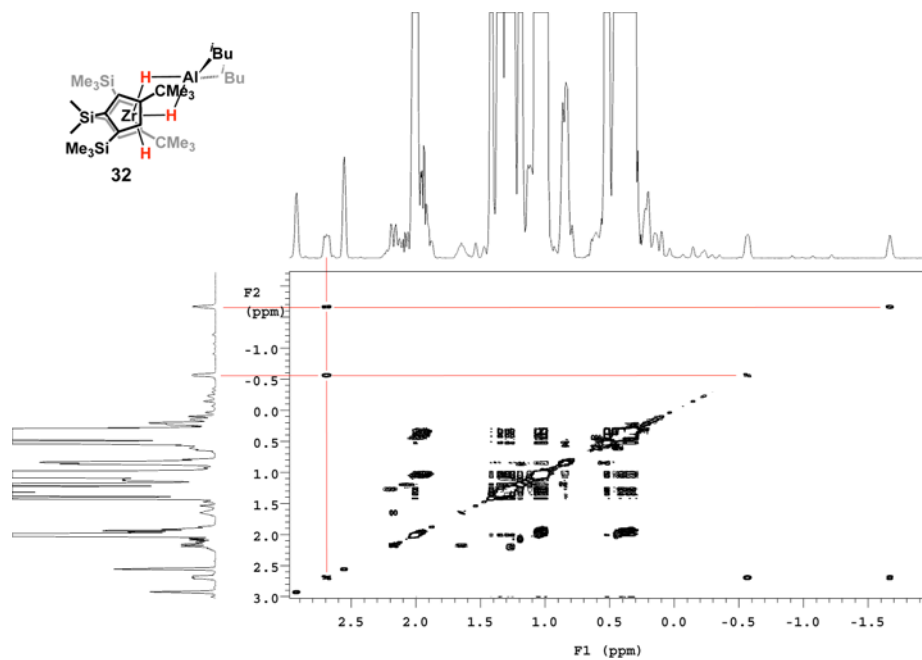 iBu
H Al iBu
Me3Si CMe3
Si Zr H
CMe3
Me3Si H
32
F2
(ppm)
-1.0
-0.5
0.0
0.5
1.0
1.5
2.0
2.5
3.0
2.5 2.0 1.5 1.0 0.5 0.0 -0.5 -1.0 -1.5
F1 (ppm)